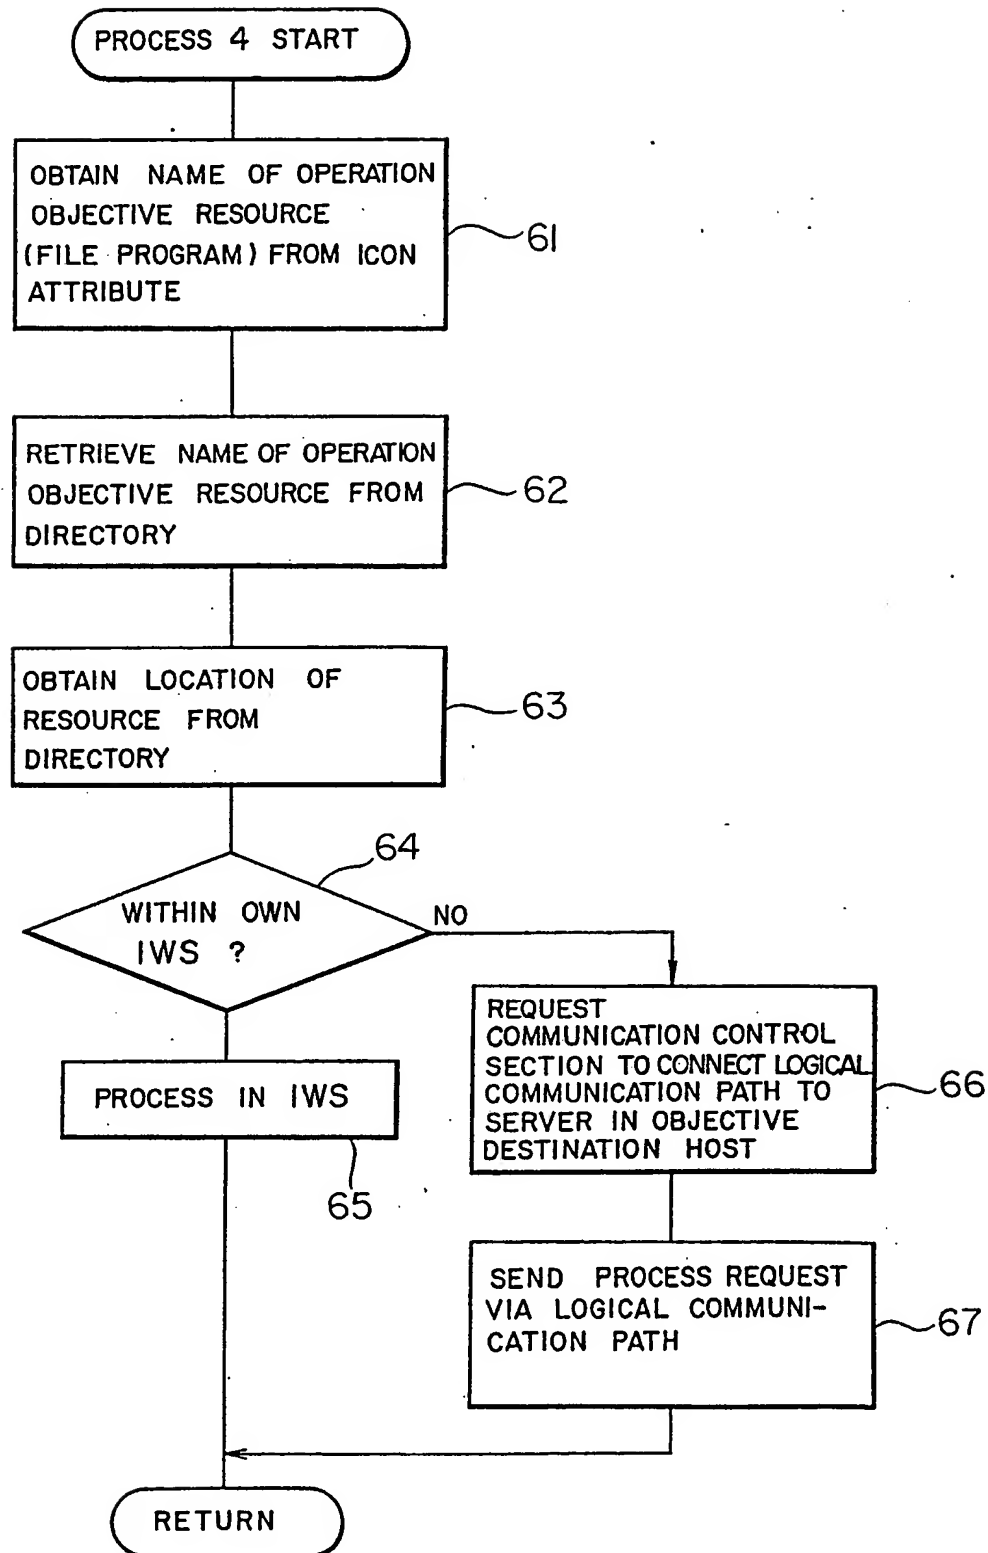 PROCESS 4 START
OBTAIN NAME OF OPERATION
OBJECTIVE RESOURCE
(FILE PROGRAM) FROM ICON
ATTRIBUTE
61
RETRIEVE NAME OF OPERATION
OBJECTIVE RESOURCE FROM
DIRECTORY
62
OBTAIN LOCATION OF
RESOURCE FROM
DIRECTORY
63
64
WITHIN OWN
IWS ?
NO
PROCESS IN IWS
65
REQUEST
COMMUNICATION CONTROL
SECTION TO CONNECT LOGICAL
COMMUNICATION PATH TO
SERVER IN OBJECTIVE
DESTINATION HOST
66
SEND PROCESS REQUEST
VIA LOGICAL COMMUNI-
CATION PATH
67
RETURN